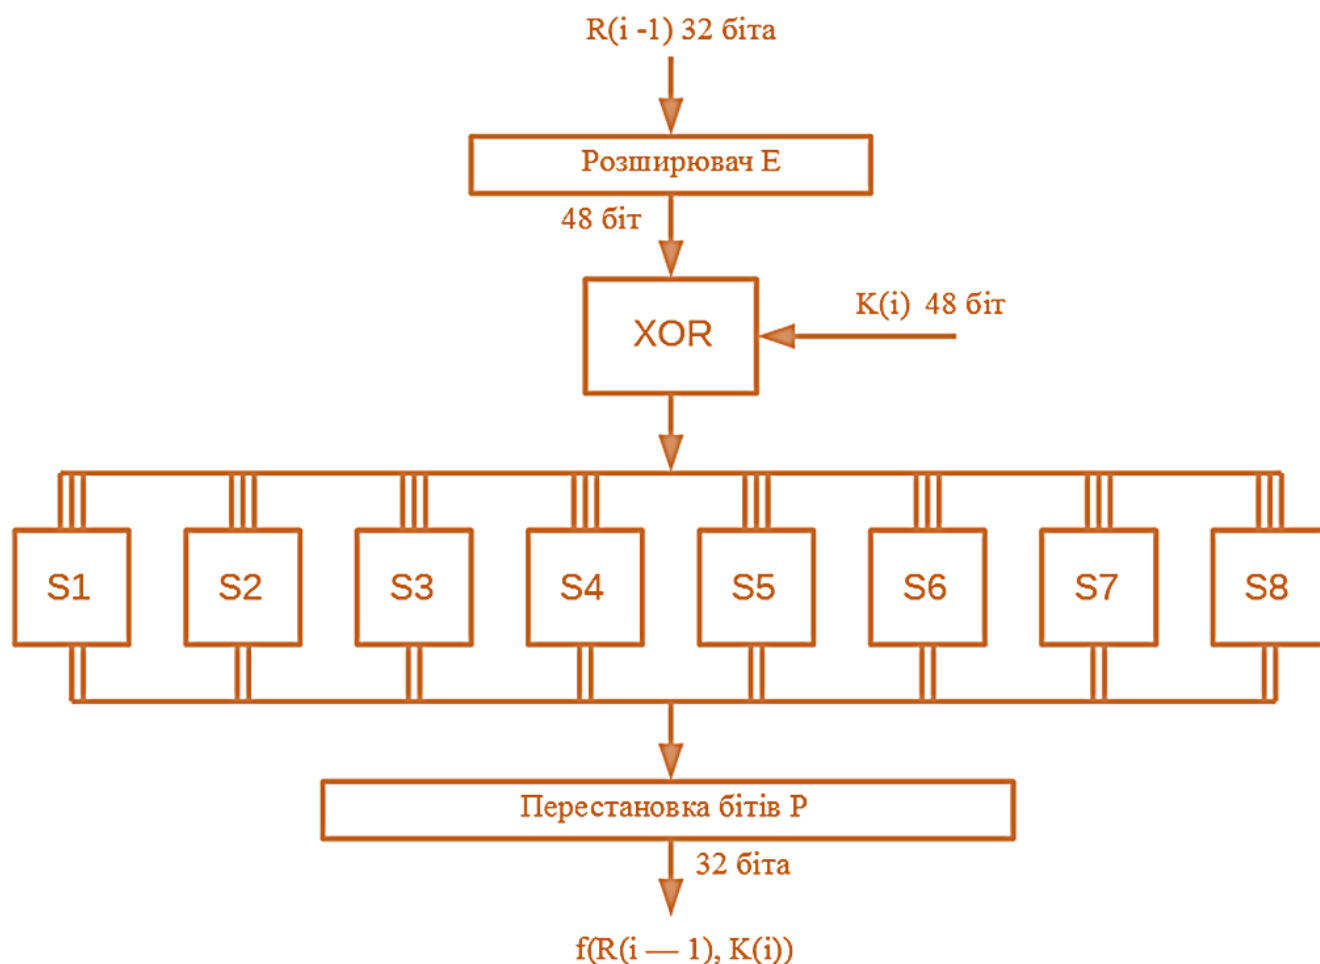 R(i -1) 32 біта
Розширювач E
48 біт
K(i) 48 біт
XOR
S1 S2 S3 S4 S5 S6 S7 S8
Перестановка бітів P
32 біта
f(R(i — 1), K(i))